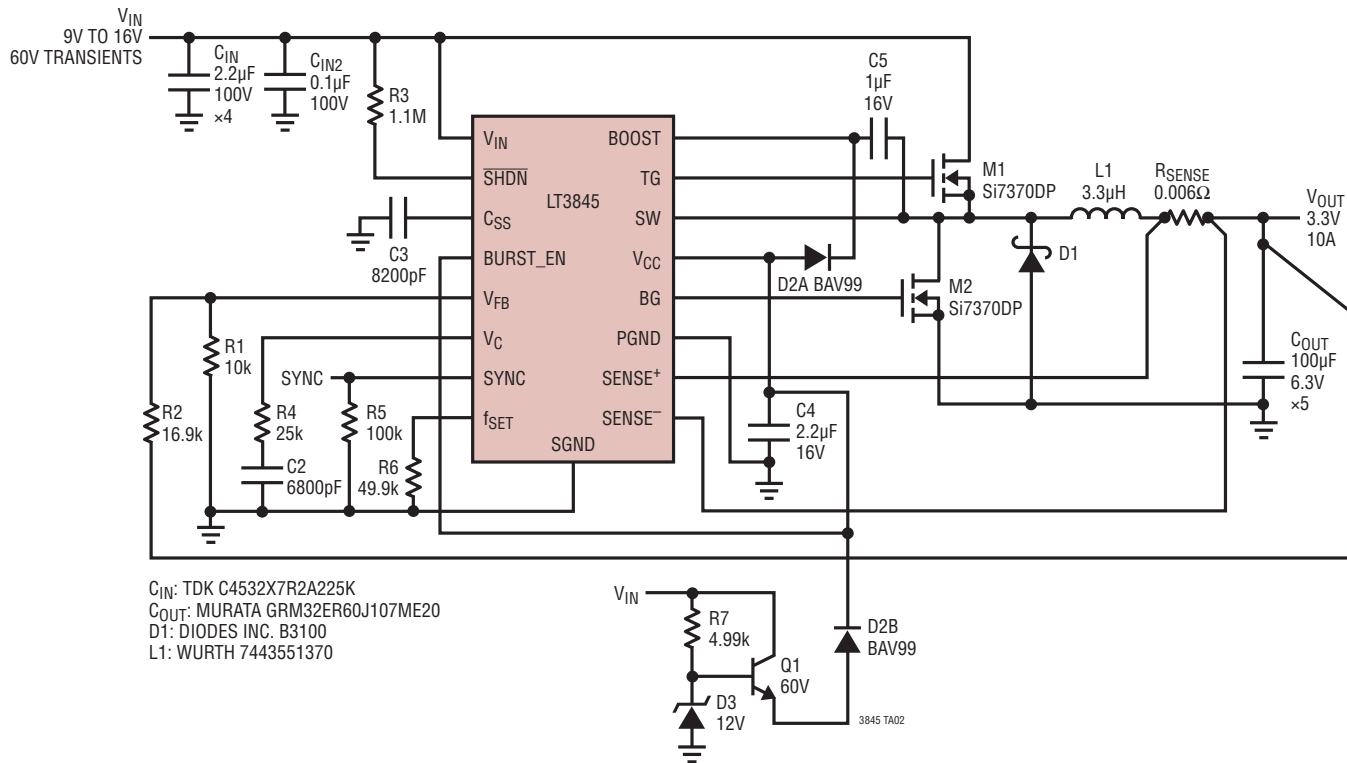 VIN
9V TO 16V
60V TRANSIENTS
CIN
2.2µF
100V
×4
CIN2
0.1µF
100V
R3
1.1M
C5
1µF
16V
VIN
SHDN
CSS
BURST_EN
VFB
VC
SYNC
fSET
LT3845
SGND
BOOST
TG
SW
VCC
BG
PGND
SENSE+
SENSE–
M1
Si7370DP
L1
3.3µH
RSENSE
0.006Ω
VOUT
3.3V
10A
C3
8200pF
D2A BAV99
D1
M2
Si7370DP
R1
10k
SYNC
R2
16.9k
R4
25k
R5
100k
C2
6800pF
R6
49.9k
C4
2.2µF
16V
COUT
100µF
6.3V
×5
CIN: TDK C4532X7R2A225K
COUT: MURATA GRM32ER60J107ME20
D1: DIODES INC. B3100
L1: WURTH 7443551370
VIN
R7
4.99k
Q1
60V
D3
12V
D2B
BAV99
3845 TA02